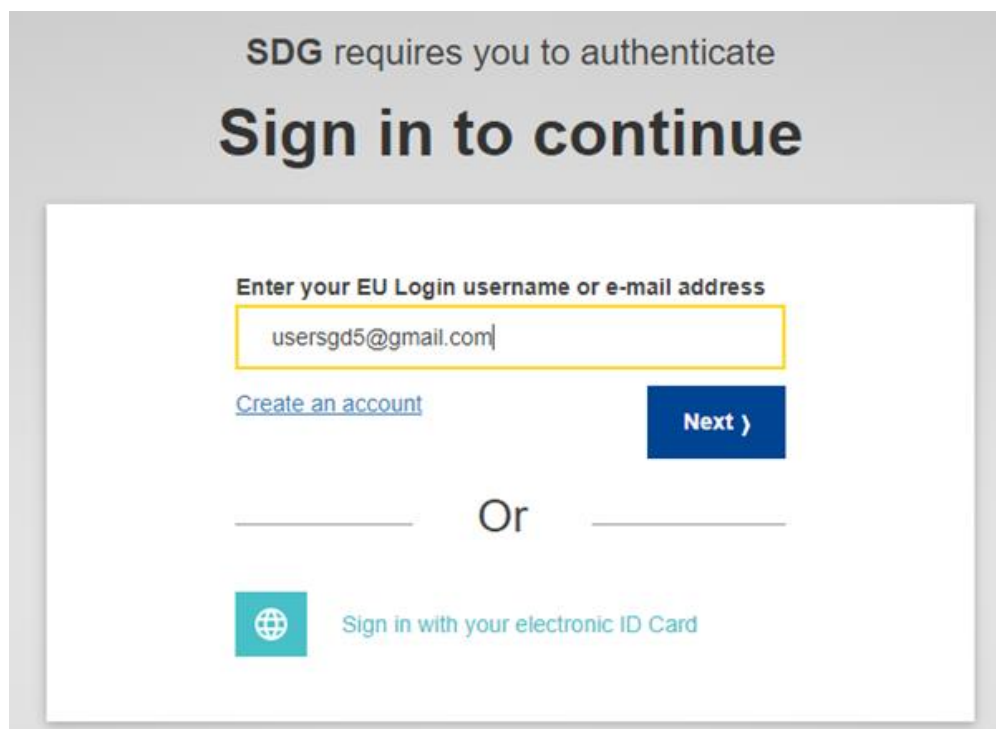 SDG requires you to authenticate
Sign in to continue
Enter your EU Login username or e-mail address
usersgd5@gmail.com
Create an account
Next ❭
Or
Sign in with your electronic ID Card